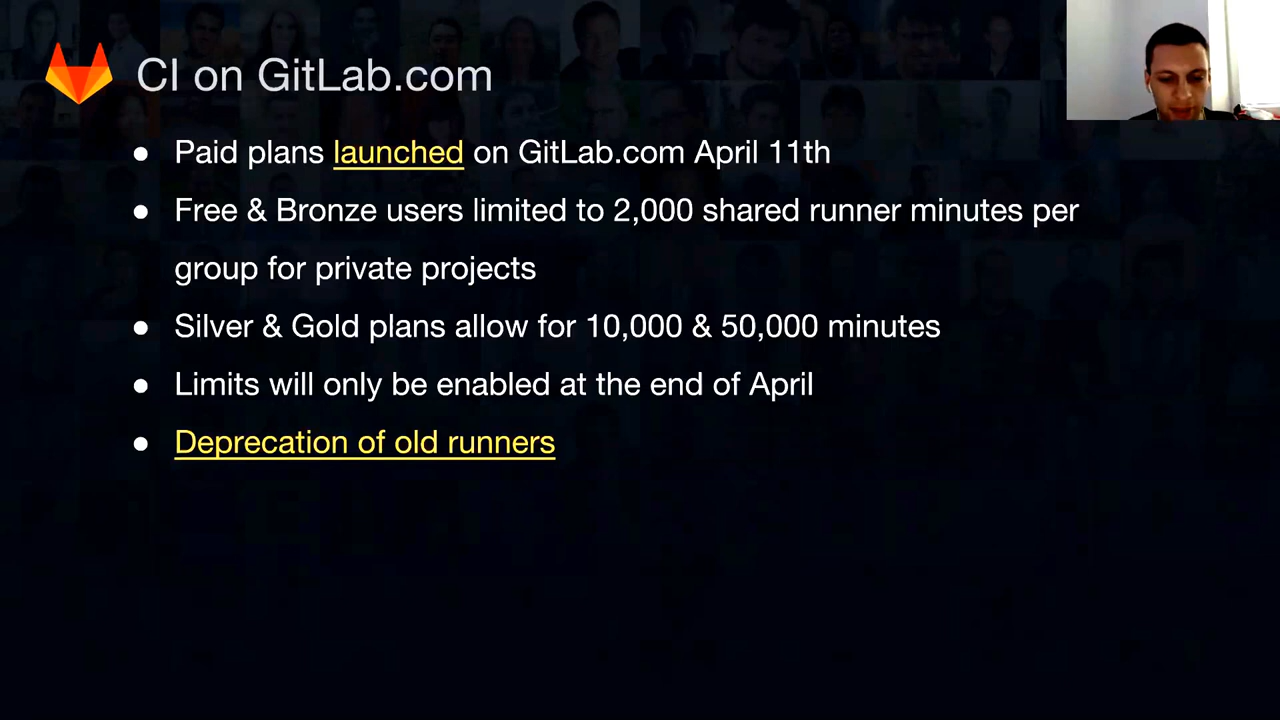 CI on GitLab.com
● Paid plans launched on GitLab.com April 11th
● Free & Bronze users limited to 2,000 shared runner minutes per
group for private projects
● Silver & Gold plans allow for 10,000 & 50,000 minutes
● Limits will only be enabled at the end of April
● Deprecation of old runners